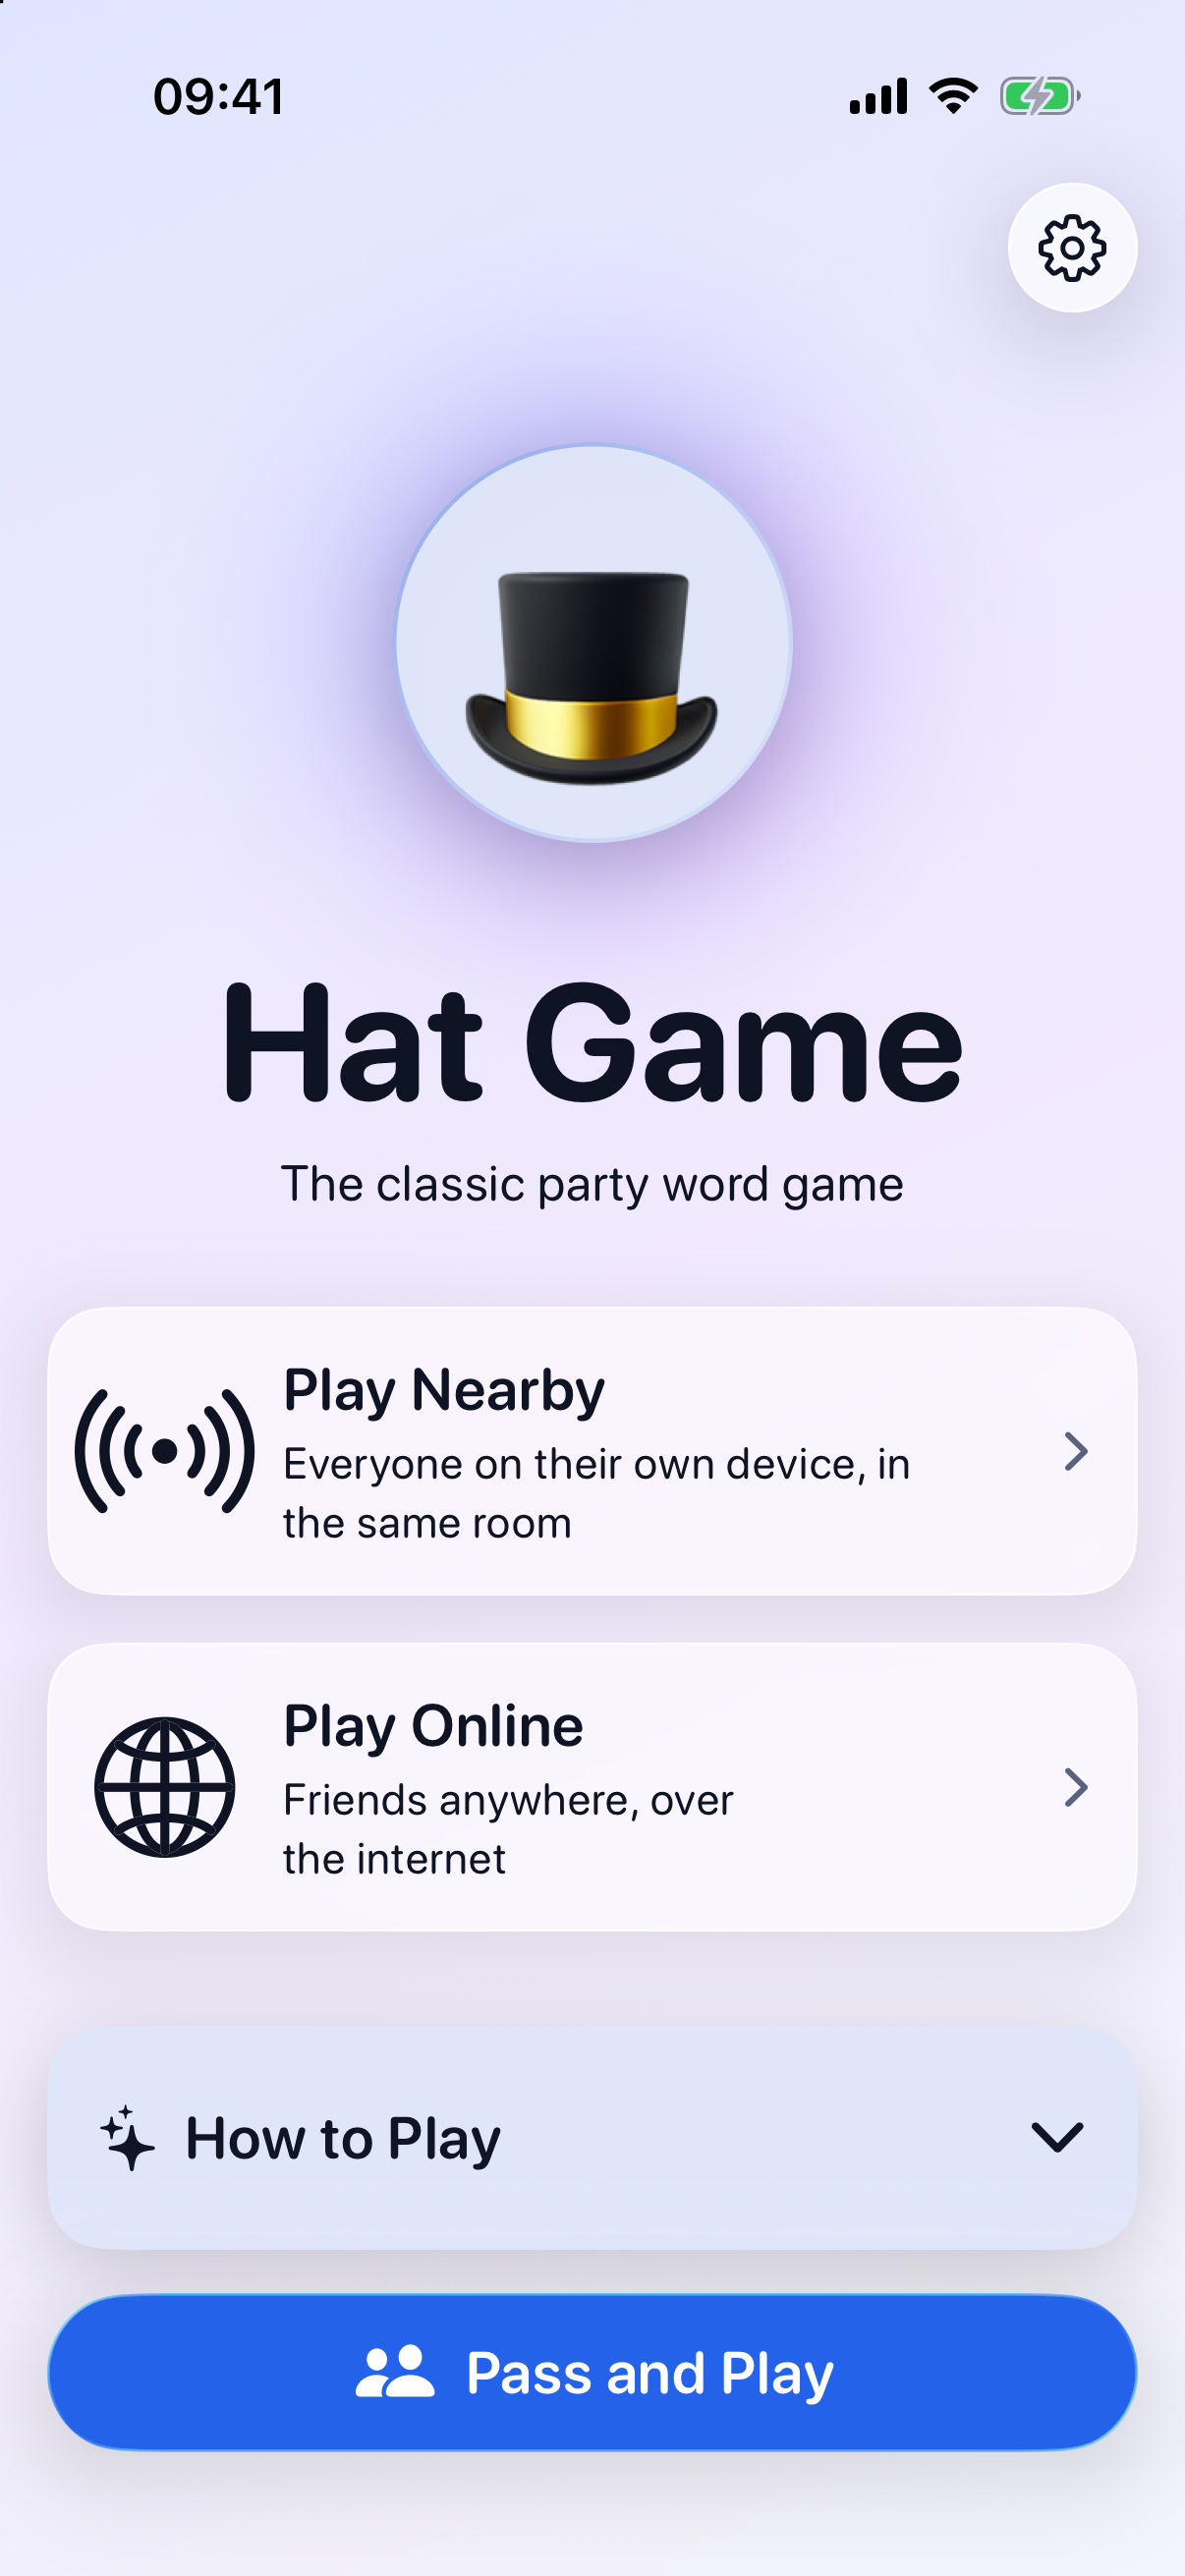 09:41
Hat Game
The classic party word game
Play Nearby
Everyone on their own device, in
the same room
Play Online
Friends anywhere, over
the internet
How to Play
Pass and Play